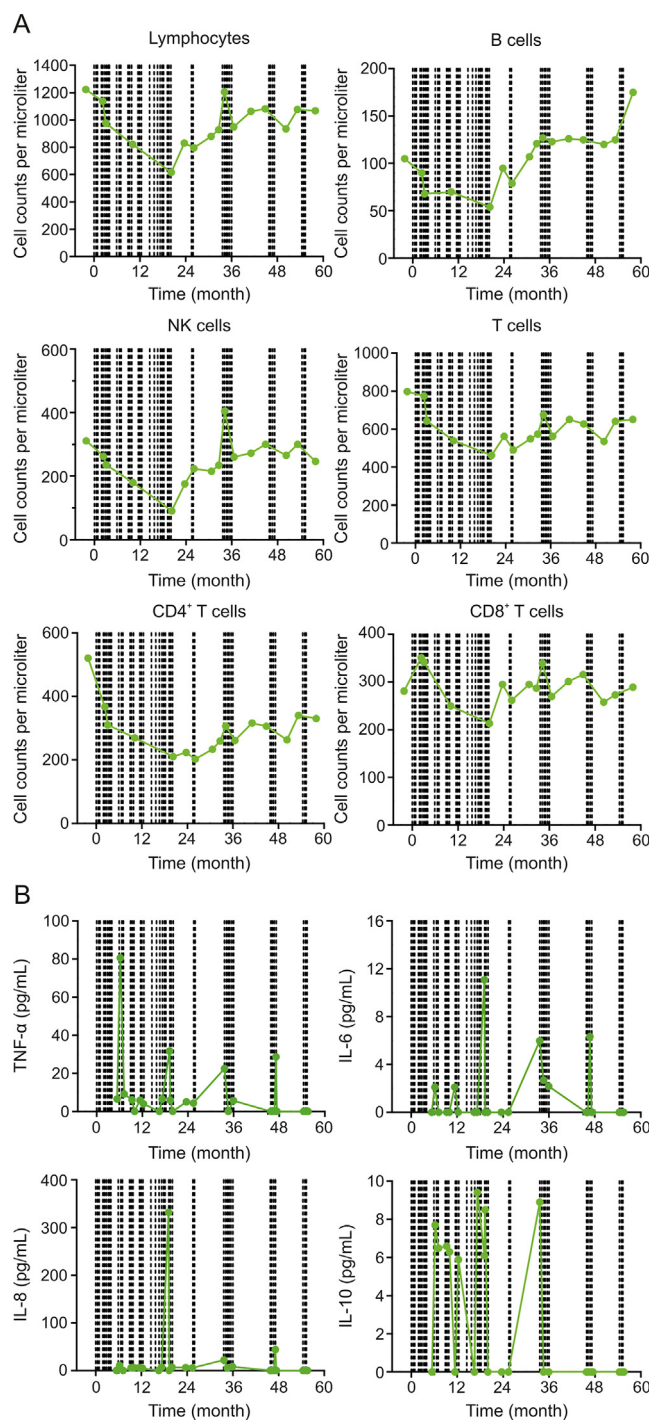 A
Lymphocytes
Cell counts per microliter
1400
1200
1000
800
600
400
200
0
0 12 24 36 48 60
Time (month)
B cells
Cell counts per microliter
200
150
100
50
0
0 12 24 36 48 60
Time (month)
NK cells
Cell counts per microliter
600
400
200
0
0 12 24 36 48 60
Time (month)
T cells
Cell counts per microliter
1000
800
600
400
200
0
0 12 24 36 48 60
Time (month)
CD4⁺ T cells
Cell counts per microliter
600
400
200
0
0 12 24 36 48 60
Time (month)
CD8⁺ T cells
Cell counts per microliter
400
300
200
100
0
0 12 24 36 48 60
Time (month)
B
TNF-α (pg/mL)
100
80
60
40
20
0
0 12 24 36 48 60
Time (month)
IL-6 (pg/mL)
16
12
8
4
0
0 12 24 36 48 60
Time (month)
IL-8 (pg/mL)
400
300
200
100
0
0 12 24 36 48 60
Time (month)
IL-10 (pg/mL)
10
8
6
4
2
0
0 12 24 36 48 60
Time (month)